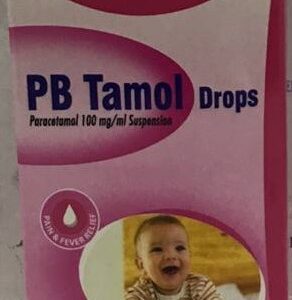 PB Tamol Drops
Paracetamol 100 mg/ml Suspension
PAIN & FEVER RELIEF